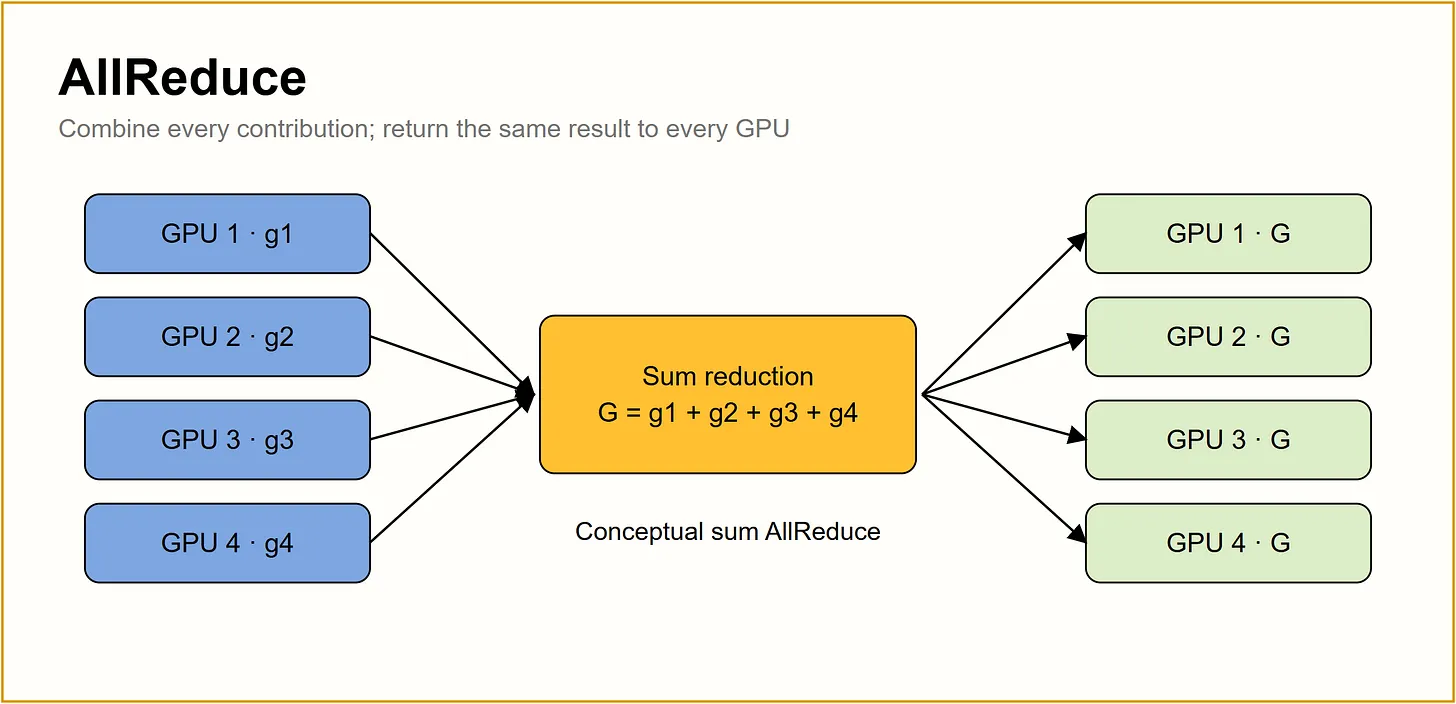 AllReduce
Combine every contribution; return the same result to every GPU
GPU 1 · g1
GPU 2 · g2
GPU 3 · g3
GPU 4 · g4
Sum reduction
G = g1 + g2 + g3 + g4
Conceptual sum AllReduce
GPU 1 · G
GPU 2 · G
GPU 3 · G
GPU 4 · G